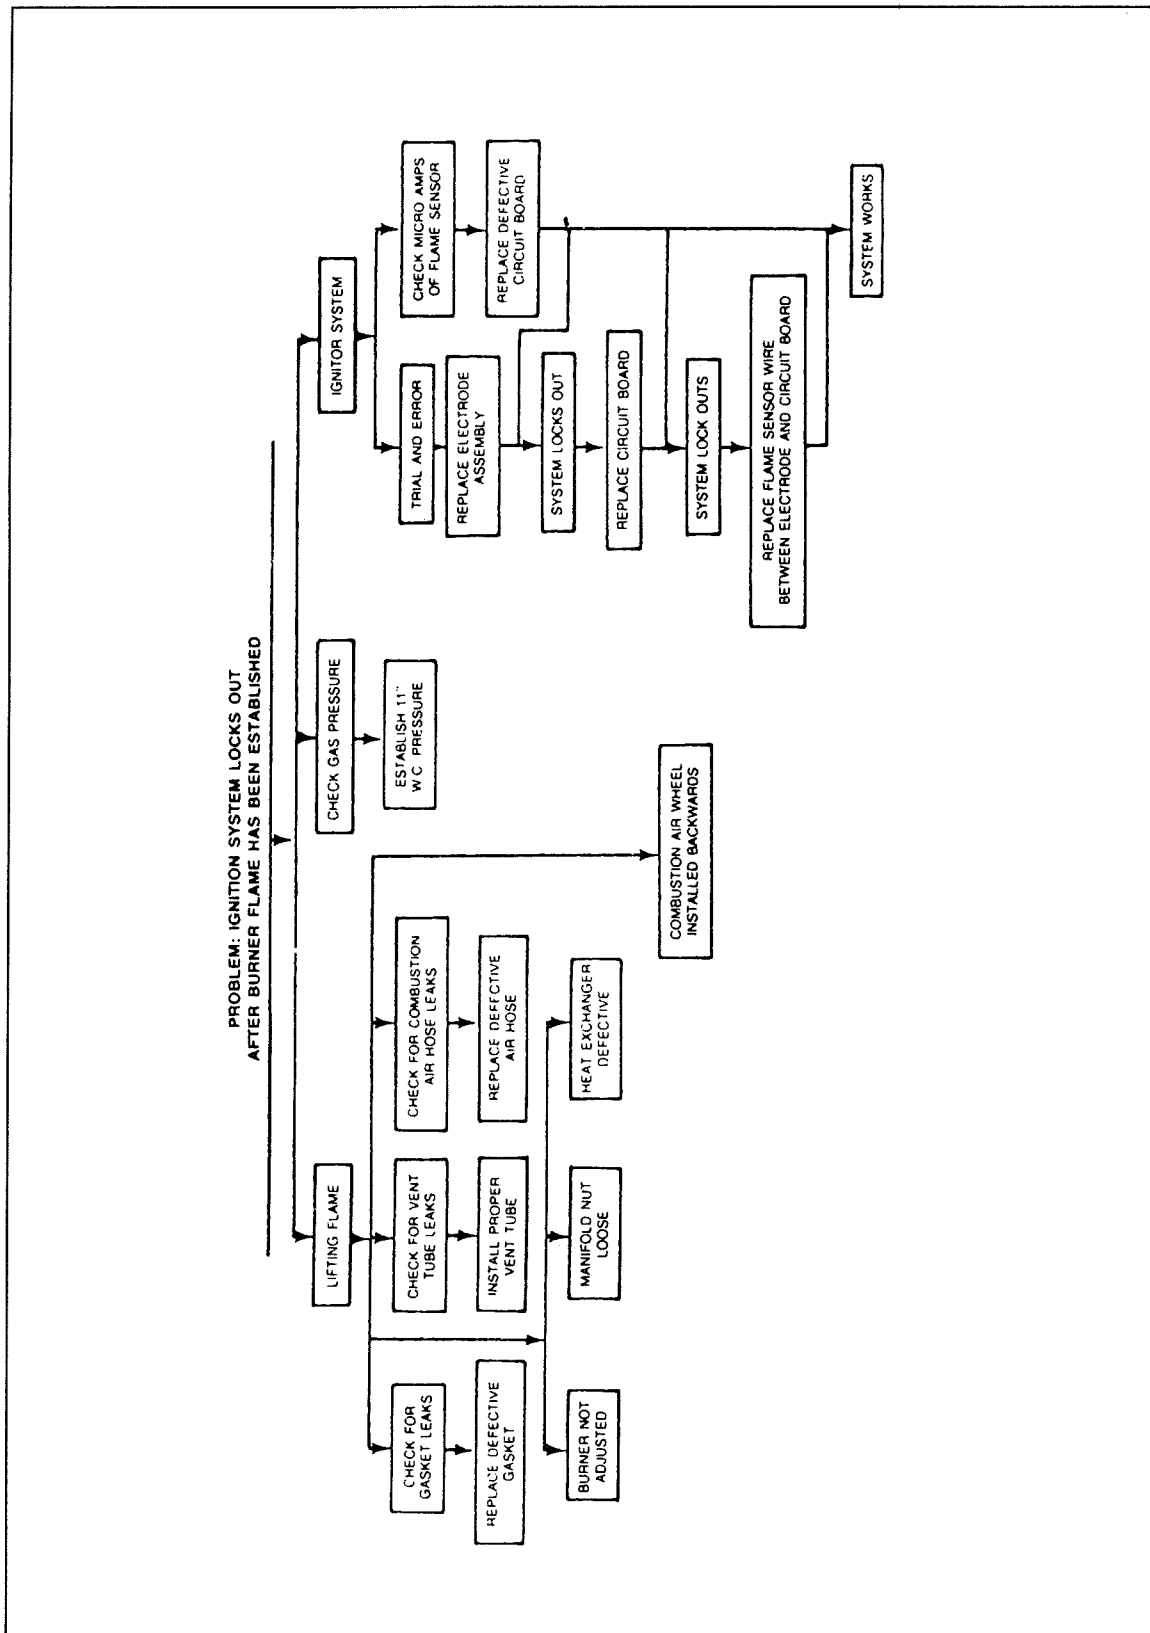 PROBLEM: IGNITION SYSTEM LOCKS OUT
AFTER BURNER FLAME HAS BEEN ESTABLISHED
LIFTING FLAME
CHECK GAS PRESSURE
IGNITOR SYSTEM
CHECK FOR
GASKET LEAKS
CHECK FOR VENT
TUBE LEAKS
CHECK FOR COMBUSTION
AIR HOSE LEAKS
ESTABLISH 11"
W C PRESSURE
TRIAL AND ERROR
CHECK MICRO AMPS
OF FLAME SENSOR
REPLACE DEFECTIVE
GASKET
INSTALL PROPER
VENT TUBE
REPLACE DEFECTIVE
AIR HOSE
REPLACE ELECTRODE
ASSEMBLY
REPLACE DEFECTIVE
CIRCUIT BOARD
BURNER NOT
ADJUSTED
MANIFOLD NUT
LOOSE
HEAT EXCHANGER
DEFECTIVE
SYSTEM LOCKS OUT
REPLACE CIRCUIT BOARD
COMBUSTION AIR WHEEL
INSTALLED BACKWARDS
SYSTEM LOCK OUTS
REPLACE FLAME SENSOR WIRE
BETWEEN ELECTRODE AND CIRCUIT BOARD
SYSTEM WORKS